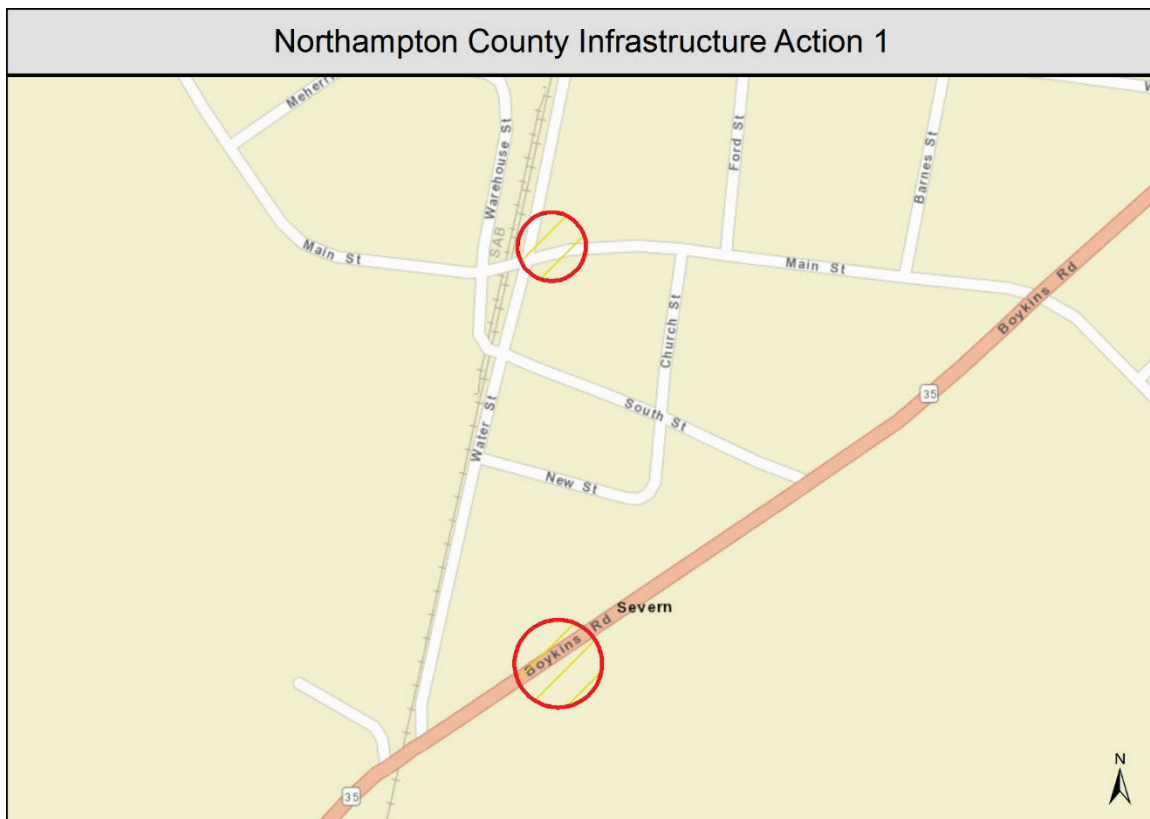 Northampton County Infrastructure Action 1
Warehouse St
Ford St
Barnes St
SAB
Main St
Main St
Boykins Rd
Church St
35
South St
Water St
New St
Severn
Boykins Rd
N
35